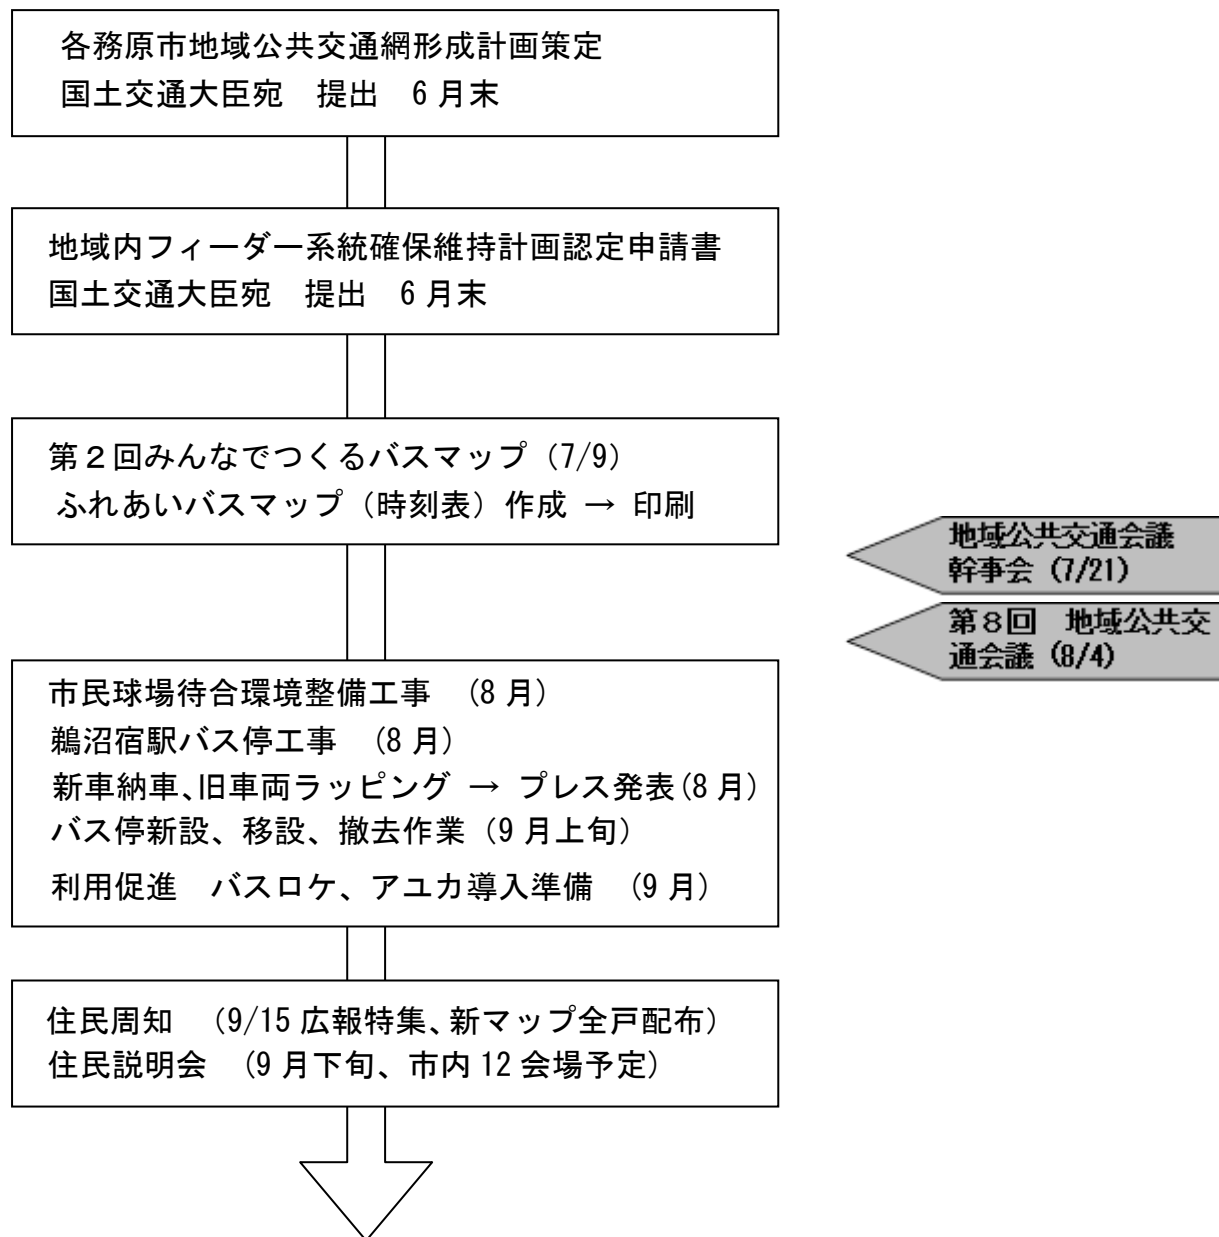 各務原市地域公共交通網形成計画策定
国土交通大臣宛　提出　6月末
地域内フィーダー系統確保維持計画認定申請書
国土交通大臣宛　提出　6月末
第２回みんなでつくるバスマップ（7/9）
ふれあいバスマップ（時刻表）作成 → 印刷
地域公共交通会議
幹事会（7/21）
第８回　地域公共交
通会議（8/4）
市民球場待合環境整備工事　（8月）
鵜沼宿駅バス停工事　（8月）
新車納車、旧車両ラッピング → プレス発表（8月）
バス停新設、移設、撤去作業（9月上旬）
利用促進　バスロケ、アユカ導入準備　（9月）
住民周知　（9/15広報特集、新マップ全戸配布）
住民説明会　（9月下旬、市内12会場予定）